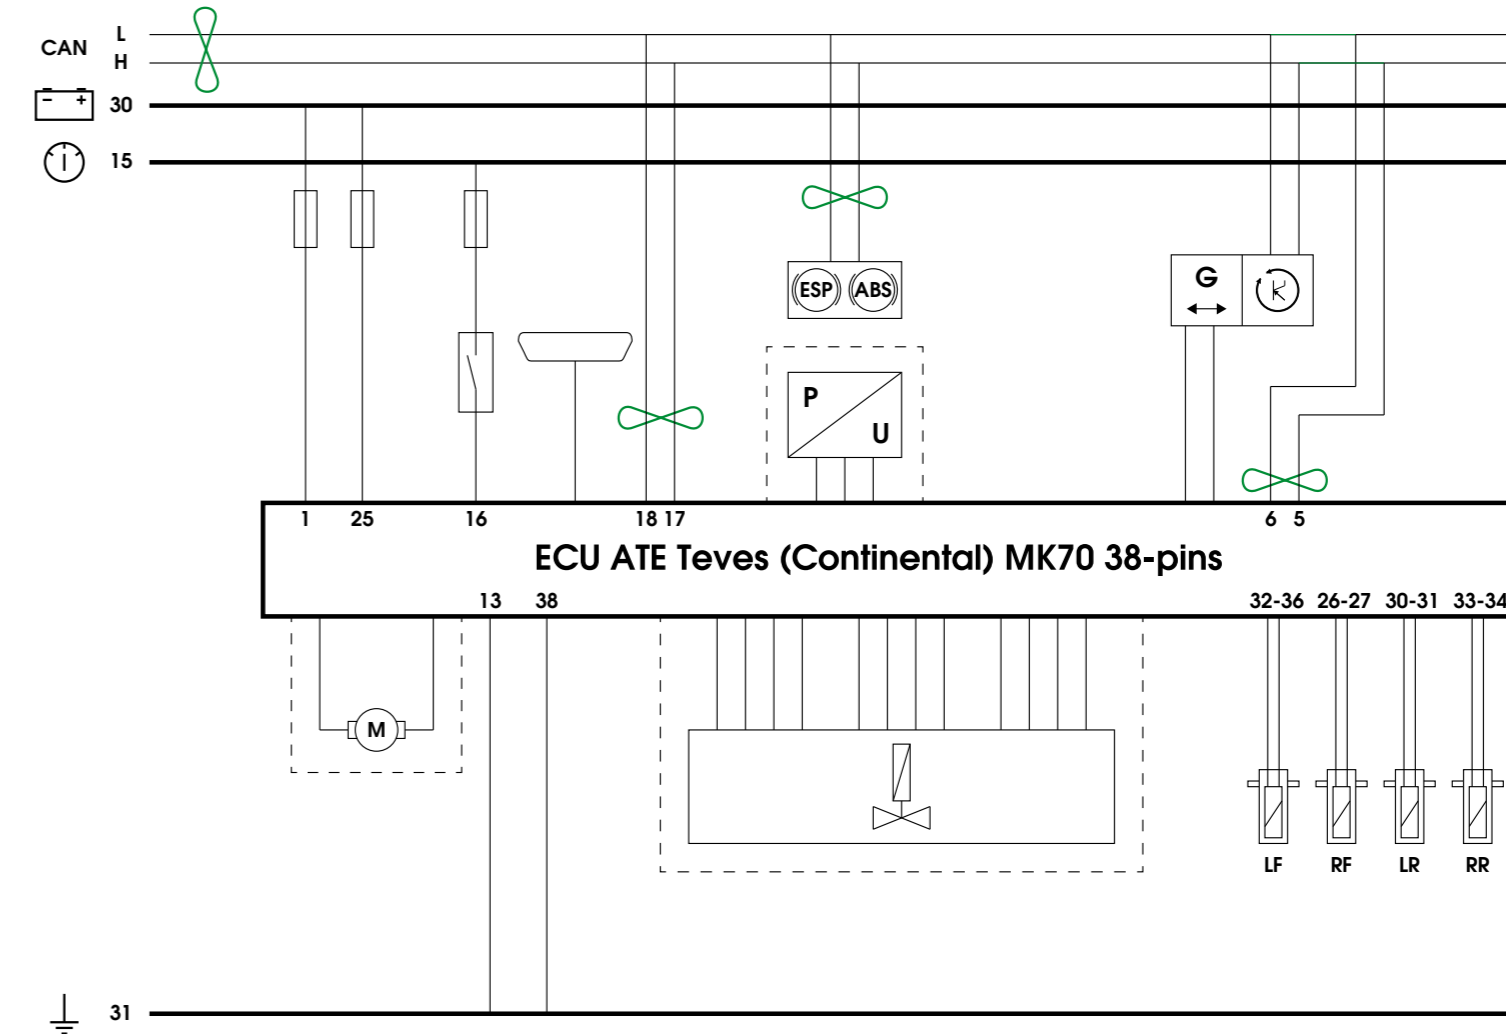 CAN L
H
- + 30
15
ESP ABS
G
P
U
1 25 16 18 17 6 5
ECU ATE Teves (Continental) MK70 38-pins
13 38 32-36 26-27 30-31 33-34
M
LF RF LR RR
31